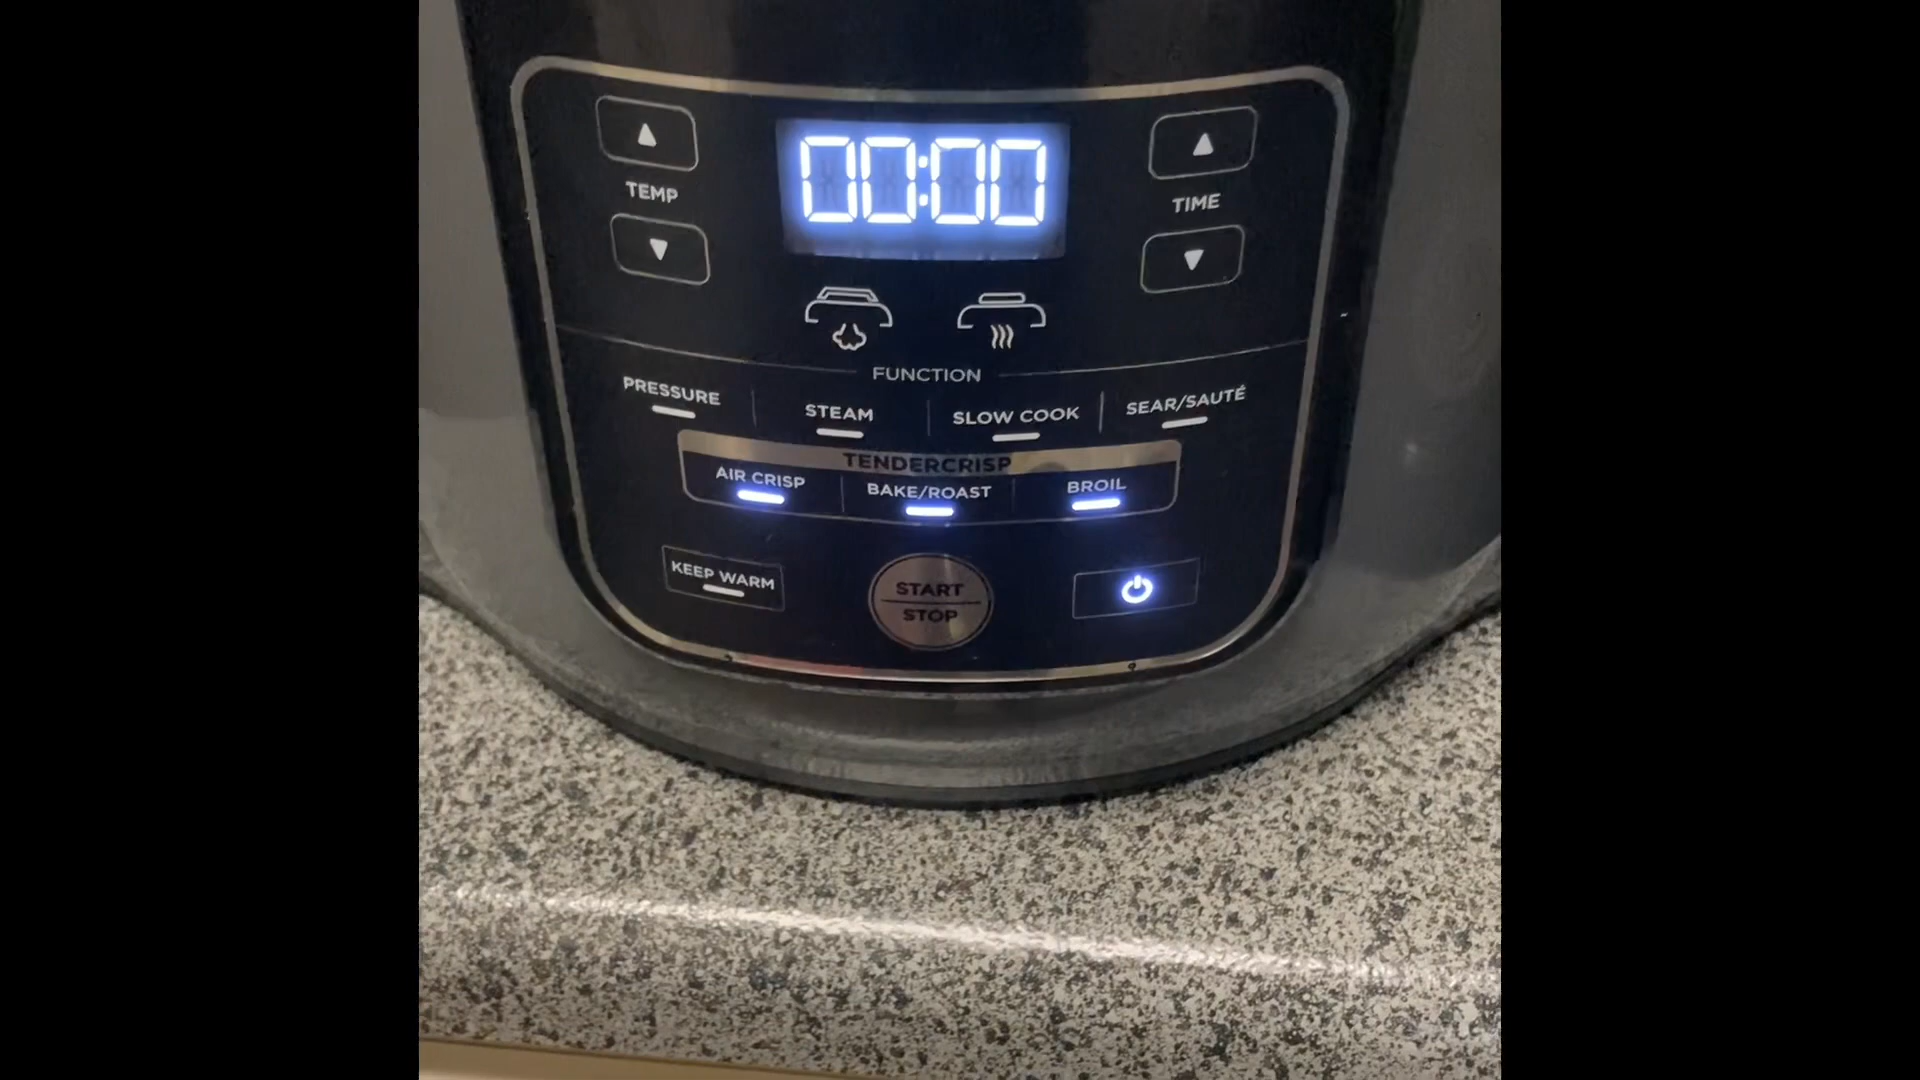 00:00
TEMP
TIME
FUNCTION
PRESSURE
STEAM
SLOW COOK
SEAR/SAUTÉ
TENDERCRISP
AIR CRISP
BAKE/ROAST
BROIL
KEEP WARM
START
STOP